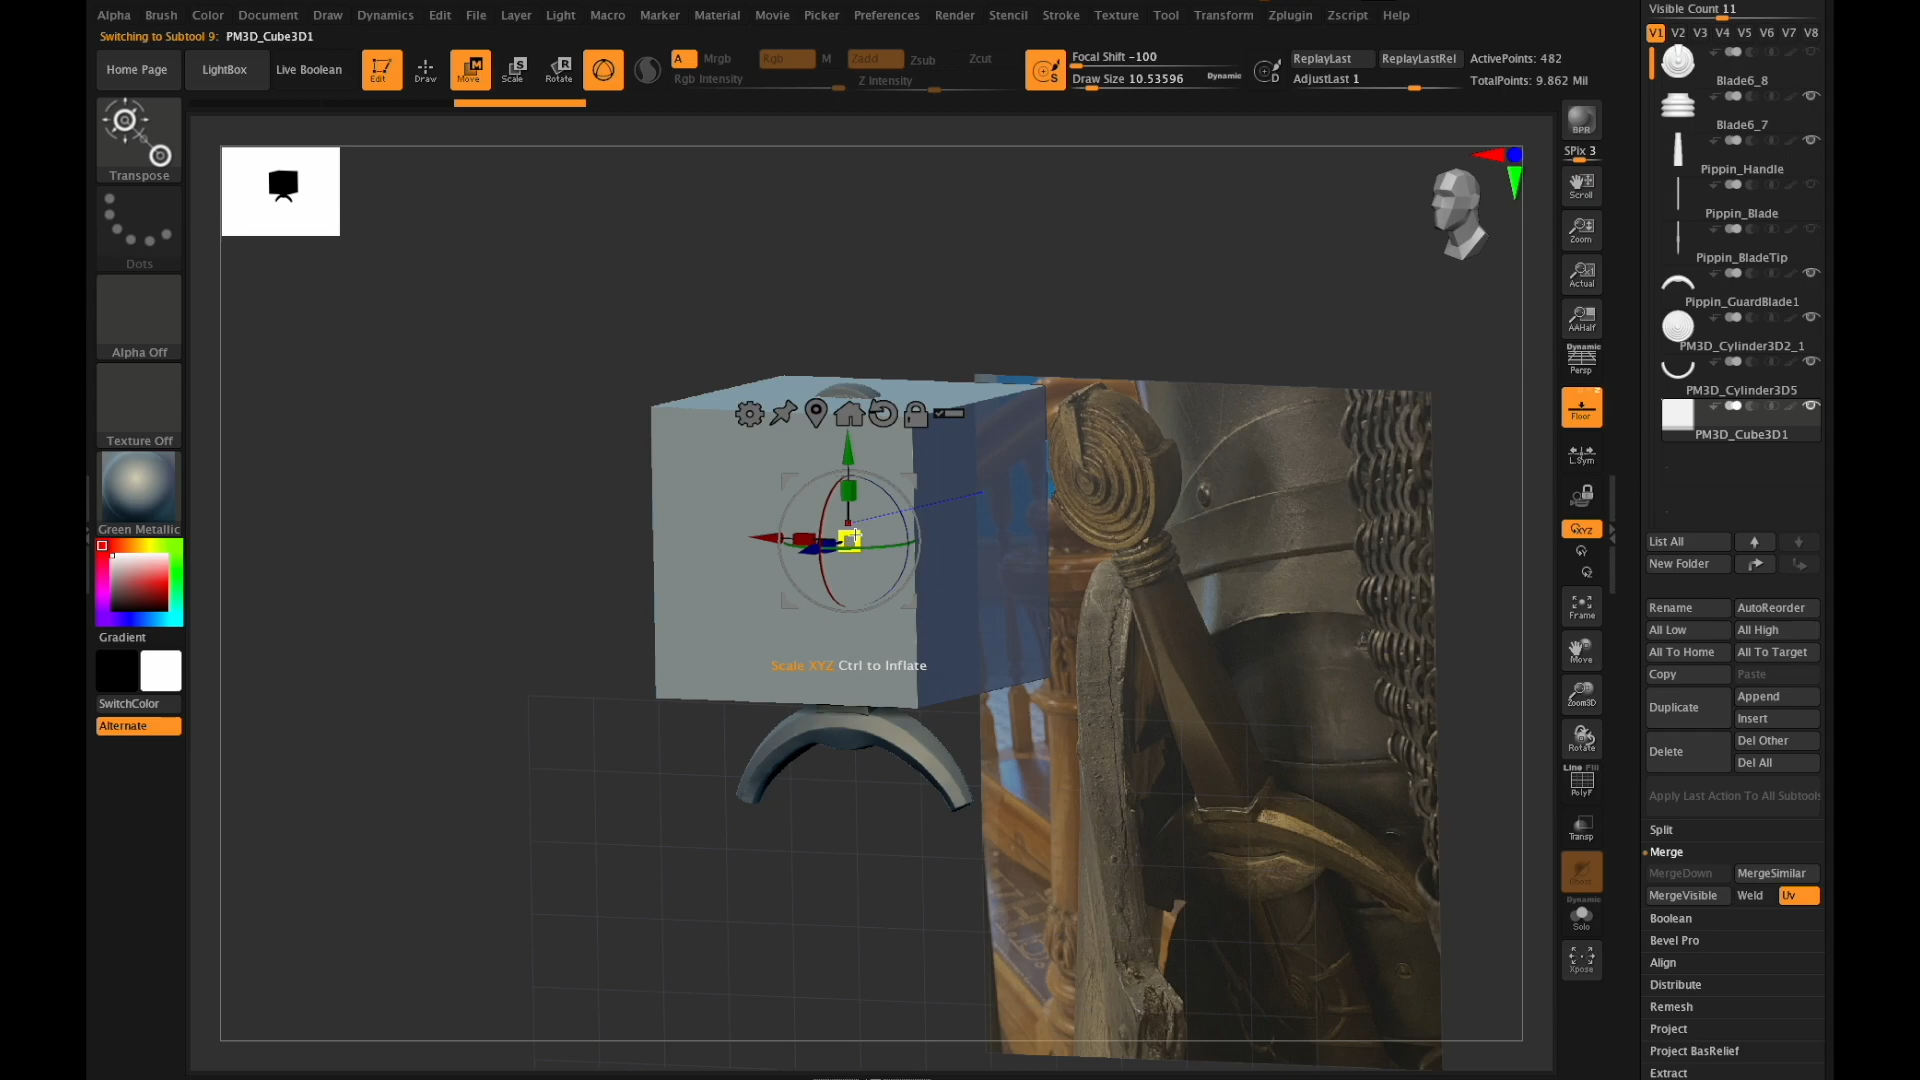 Alpha Brush Color Document Draw Dynamics Edit File Layer Light Macro Marker Material Movie Picker Preferences Render Stencil Stroke Texture Tool Transform Zplugin Zscript Help
Switching to Subtool 9: PM3D_Cube3D1
Home Page
LightBox
Live Boolean
Edit
Draw
Move
Scale
Rotate
A
Mrgb
Rgb
M
Zadd
Zsub
Zcut
Rgb Intensity
Z Intensity
Focal Shift -100
Draw Size 10.53596
Dynamic
ReplayLast
ReplayLastRel
AdjustLast 1
ActivePoints: 482
TotalPoints: 9.862 Mil
Transpose
Dots
Alpha Off
Texture Off
Green Metallic
Gradient
SwitchColor
Alternate
Scale XYZ Ctrl to Inflate
BPR
SPix 3
Scroll
Zoom
Actual
AAHalf
Dynamic
Persp
Floor
L.Sym
XYZ
Frame
Move
Zoom3D
Rotate
Line Fill
PolyF
Transp
Ghost
Dynamic
Solo
Xpose
Visible Count 11
V1 V2 V3 V4 V5 V6 V7 V8
Blade6_8
Blade6_7
Pippin_Handle
Pippin_Blade
Pippin_BladeTip
Pippin_GuardBlade1
PM3D_Cylinder3D2_1
PM3D_Cylinder3D5
PM3D_Cube3D1
List All
New Folder
Rename AutoReorder
All Low All High
All To Home All To Target
Copy Paste
Duplicate Append
Insert
Delete Del Other
Del All
Apply Last Action To All Subtools
Split
Merge
MergeDown MergeSimilar
MergeVisible Weld Uv
Boolean
Bevel Pro
Align
Distribute
Remesh
Project
Project BasRelief
Extract